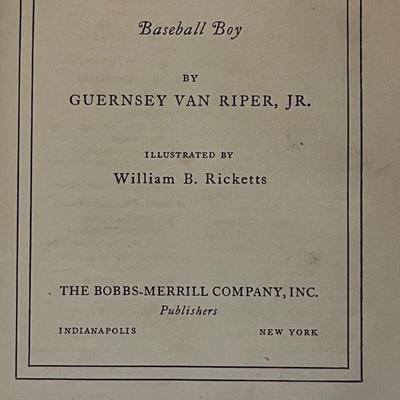 Baseball Boy
BY
GUERNSEY VAN RIPER, JR.
ILLUSTRATED BY
William B. Ricketts
THE BOBBS-MERRILL COMPANY, INC.
Publishers
INDIANAPOLIS NEW YORK